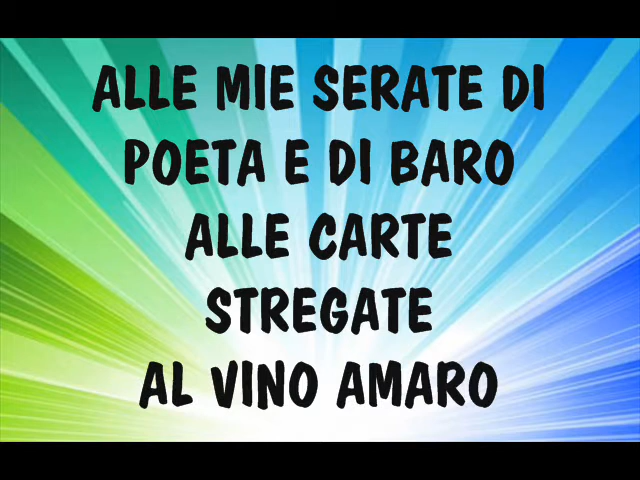 ALLE MIE SERATE DI
POETA E DI BARO
ALLE CARTE
STREGATE
AL VINO AMARO